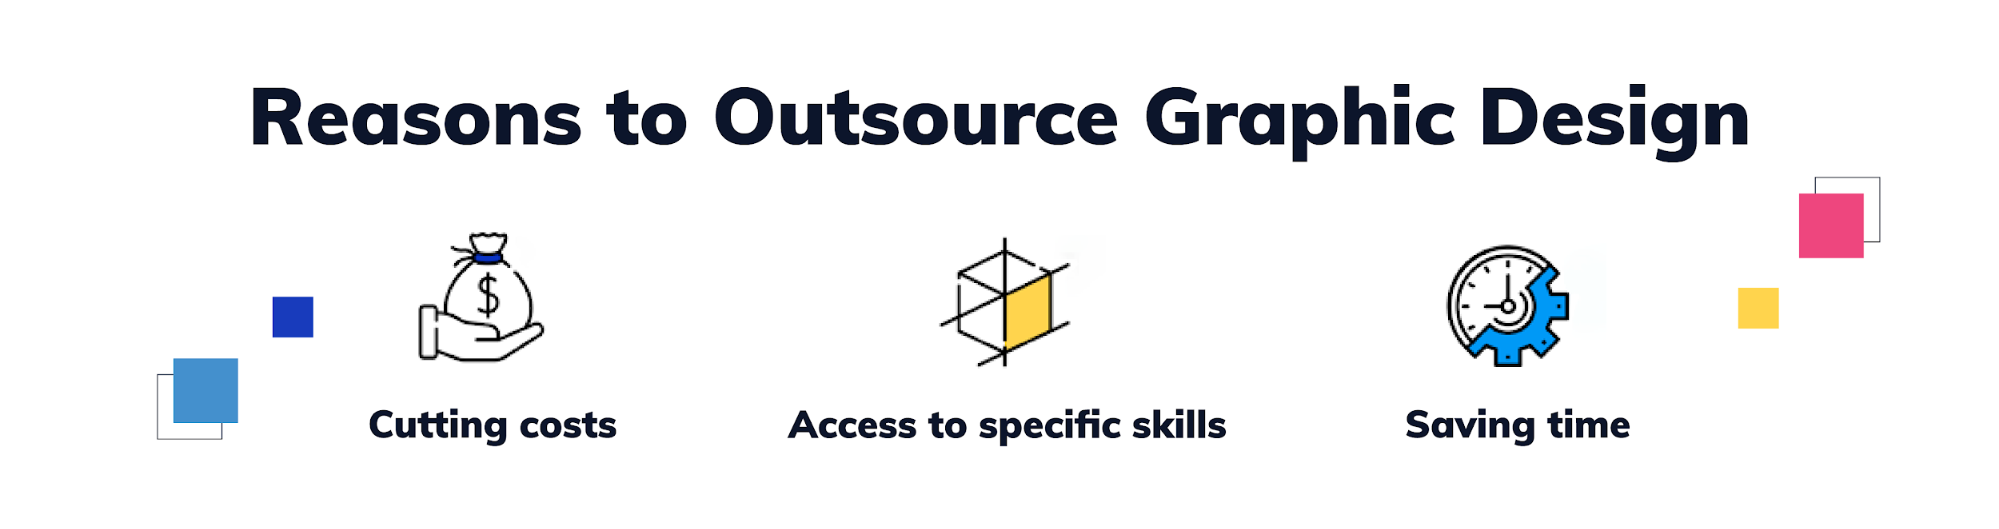 Reasons to Outsource Graphic Design
$
Cutting costs
Access to specific skills
Saving time